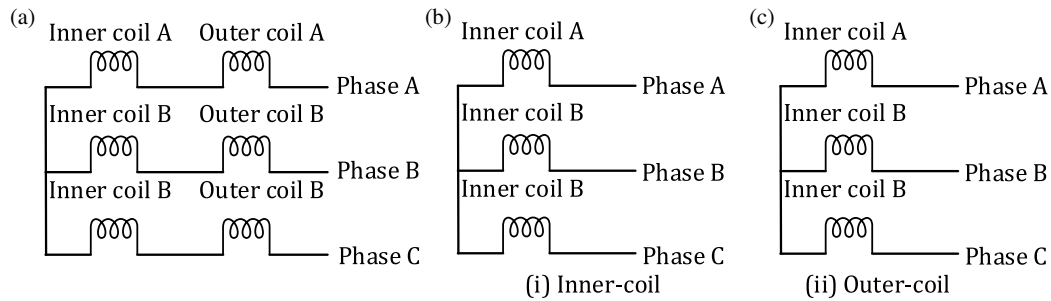 (a)
Inner coil A Outer coil A
Phase A
Inner coil B Outer coil B
Phase B
Inner coil B Outer coil B
Phase C
(b)
Inner coil A
Phase A
Inner coil B
Phase B
Inner coil B
Phase C
(i) Inner-coil
(c)
Inner coil A
Phase A
Inner coil B
Phase B
Inner coil B
Phase C
(ii) Outer-coil